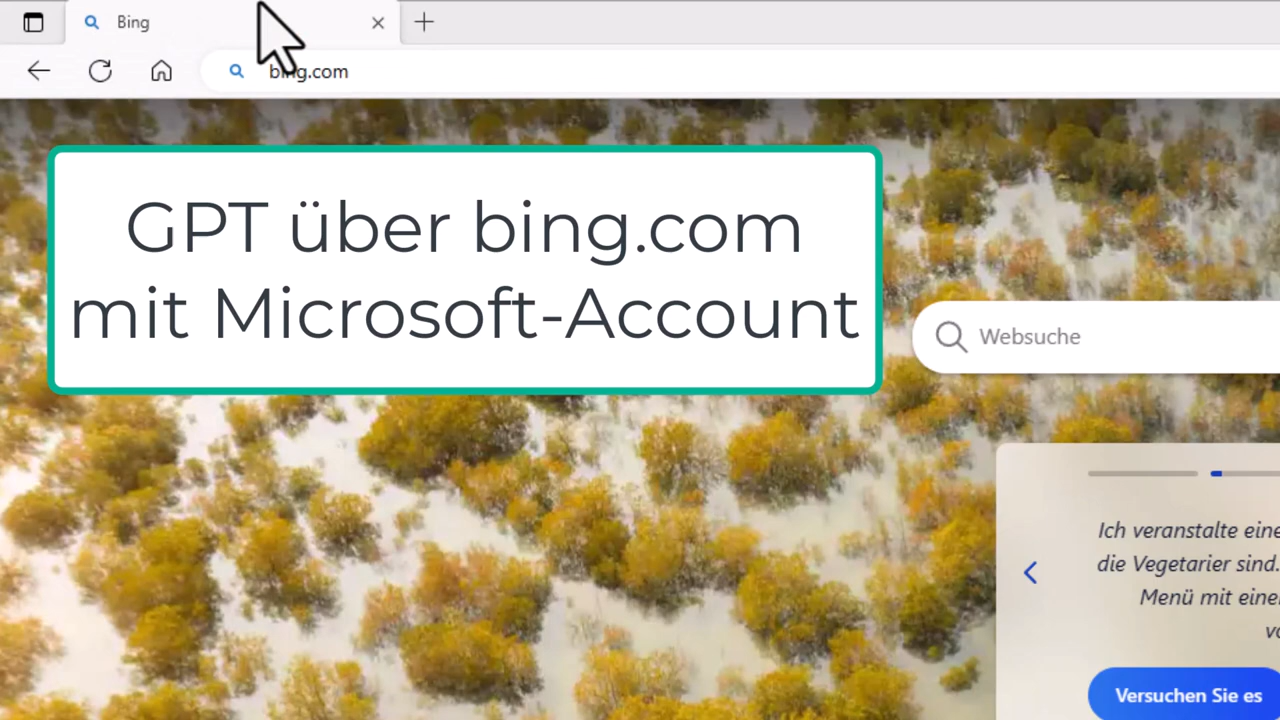 Bing
bing.com
GPT über bing.com
mit Microsoft-Account
Websuche
Ich veranstalte eine
die Vegetarier sind.
Menü mit eine
Versuchen Sie es